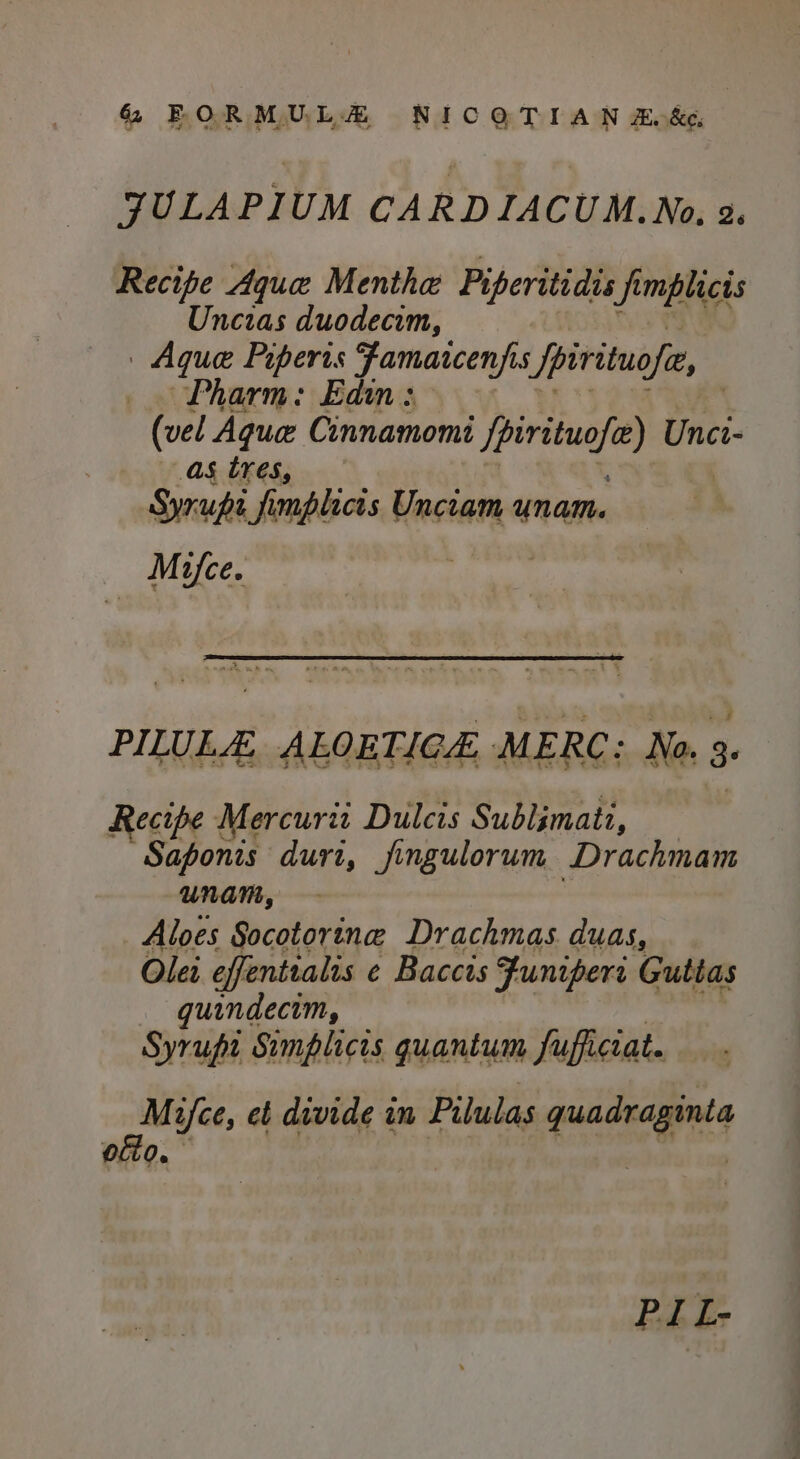 62 FORMULÆ NICOTIANÆ. &c.
JULAPIUM CARDIACUM. No. 2.
Recipe Aquæ Menthæ Piperitidis ſimplicis
Uncias duodecim,
Aquæ Piperis Jamaicenſis ſpirituoſæ,
Pharm: Edin:
(vel Aquæ Cinnamomi ſpirituoſæ) Unci-
as tres,
Syrupi ſimplicis Unciam unam.
Miſce.
PILULÆ ALOETICÆ MERC: No. 3.
Recipe Mercurii Dulcis Sublimati,
Saponis duri, ſingulorum Drachmam
unam,
Aloes Socotorinæ Drachmas duas,
Olei eſſentialis e Baccis Juniperi Guttas
quindecim,
Syrupi Simplicis quantum ſufficiat.
Miſce, et divide in Pilulas quadraginta
octo.
PIL-